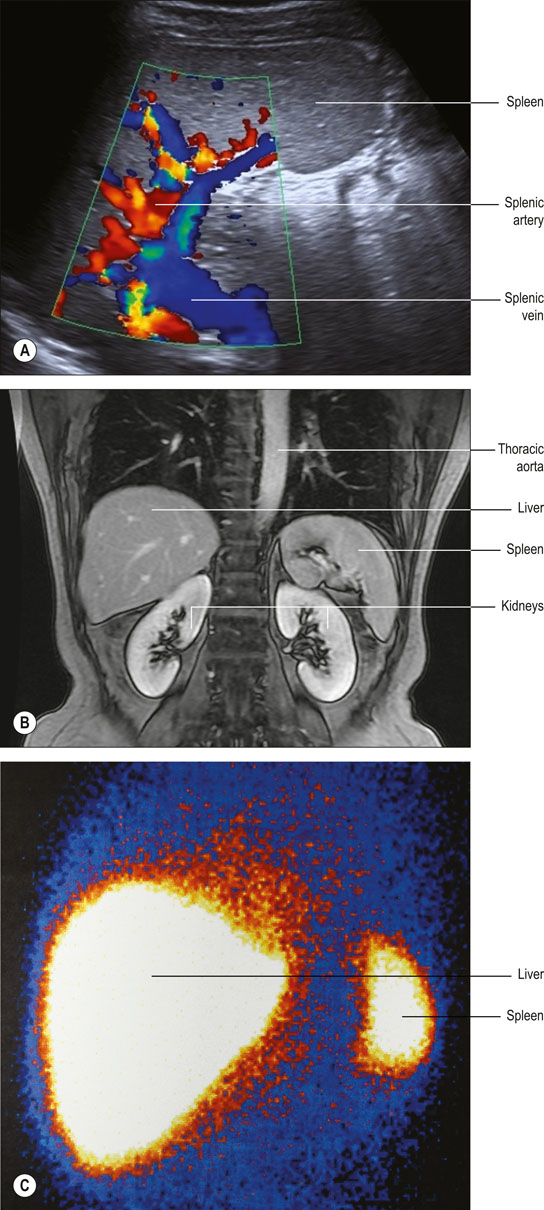 Spleen
Splenic
artery
Splenic
vein
A
Thoracic
aorta
Liver
Spleen
Kidneys
B
Liver
Spleen
C